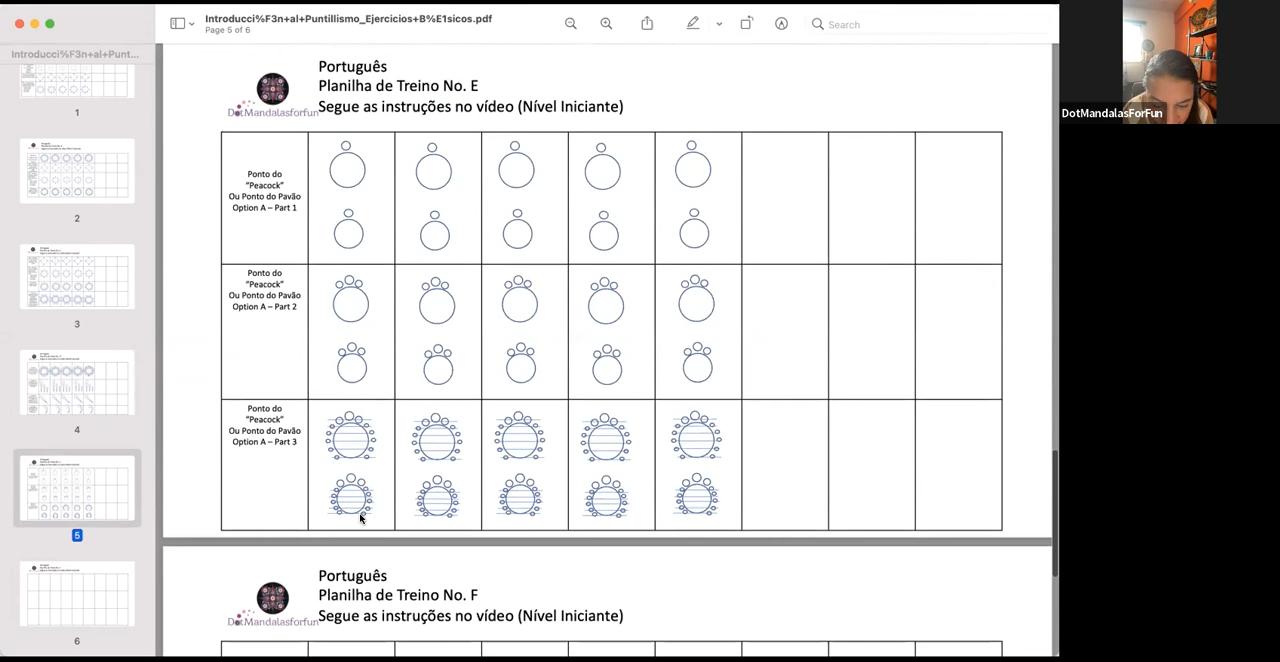 Introducci%F3n+al+Puntillismo_Ejercicios+B%E1sicos.pdf
Page 5 of 6
Search
Introducci%F3n+al+Punt...
1
2
3
4
5
6
Português
Planilha de Treino No. E
Segue as instruções no vídeo (Nível Iniciante)
DotMandalasforfun
Ponto do
“Peacock”
Ou Ponto do Pavão
Option A – Part 1
Ponto do
“Peacock”
Ou Ponto do Pavão
Option A – Part 2
Ponto do
“Peacock”
Ou Ponto do Pavão
Option A – Part 3
Português
Planilha de Treino No. F
Segue as instruções no vídeo (Nível Iniciante)
DotMandalasforfun
DotMandalasForFun